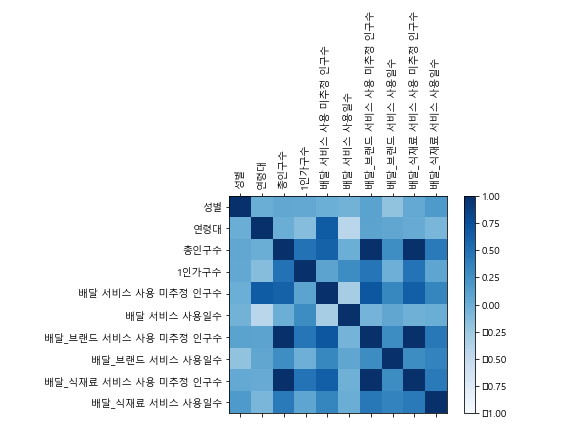 성별
연령대
총인구수
1인가구수
배달 서비스 사용 미추정 인구수
배달 서비스 사용일수
배달_브랜드 서비스 사용 미추정 인구수
배달_브랜드 서비스 사용일수
배달_식재료 서비스 사용 미추정 인구수
배달_식재료 서비스 사용일수
성별
연령대
총인구수
1인가구수
배달 서비스 사용 미추정 인구수
배달 서비스 사용일수
배달_브랜드 서비스 사용 미추정 인구수
배달_브랜드 서비스 사용일수
배달_식재료 서비스 사용 미추정 인구수
배달_식재료 서비스 사용일수
1.00
0.75
0.50
0.25
0.00
□0.25
□0.50
□0.75
□1.00